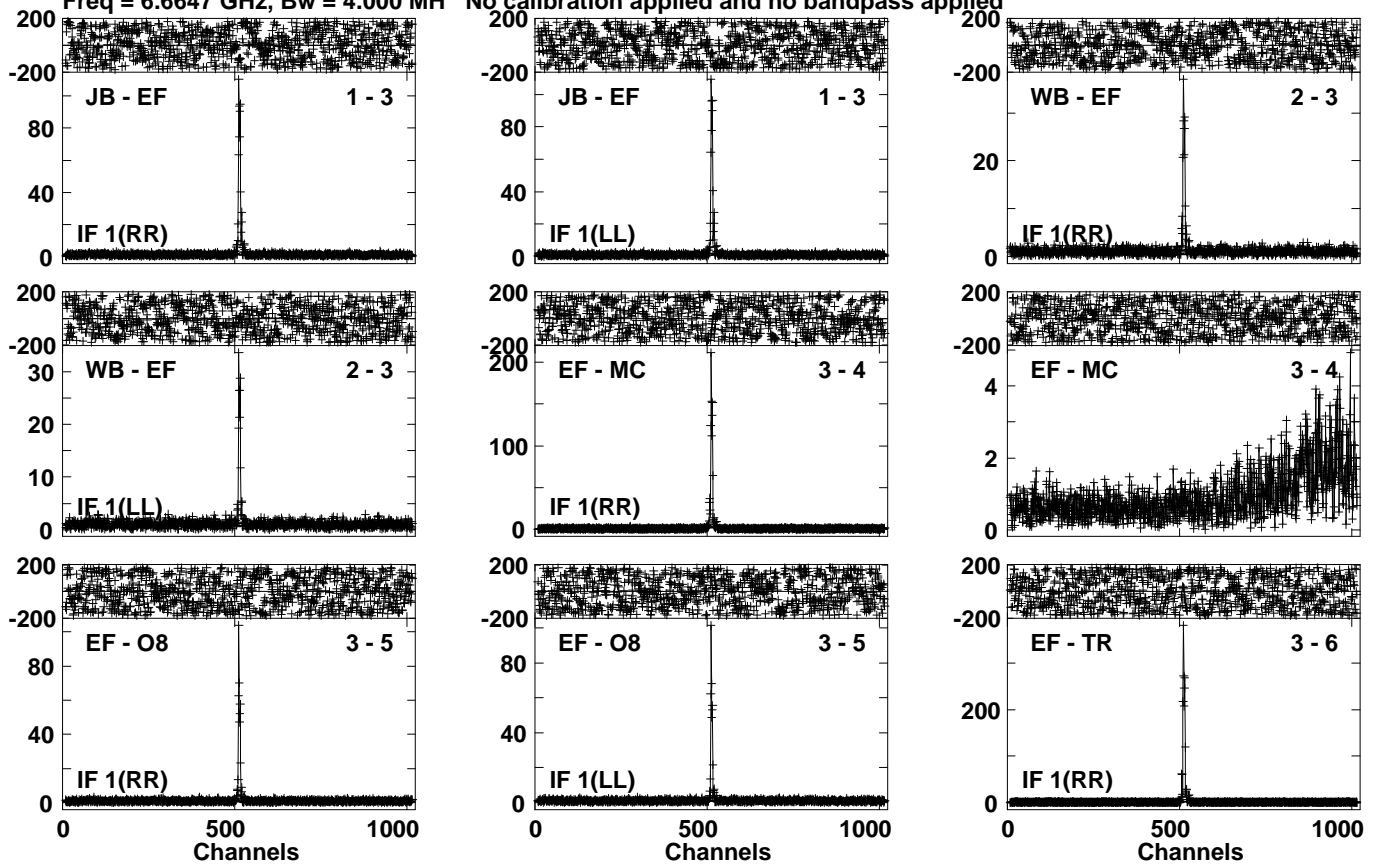 Freq = 6.6647 GHz, Bw = 4.000 MH No calibration applied and no bandpass applied
200
-200
JB - EF 1 - 3
80
40
IF 1(RR)
0
200
-200
JB - EF 1 - 3
80
40
IF 1(LL)
0
200
-200
WB - EF 2 - 3
20
IF 1(RR)
0
200
-200
WB - EF 2 - 3
30
20
10
IF 1(LL)
0
200
-200
200
EF - MC 3 - 4
100
IF 1(RR)
0
200
-200
EF - MC 3 - 4
4
2
0
200
-200
EF - O8 3 - 5
80
40
IF 1(RR)
0
0 500 1000
Channels
200
-200
EF - O8 3 - 5
80
40
IF 1(LL)
0
0 500 1000
Channels
200
-200
EF - TR 3 - 6
200
IF 1(RR)
0
0 500 1000
Channels